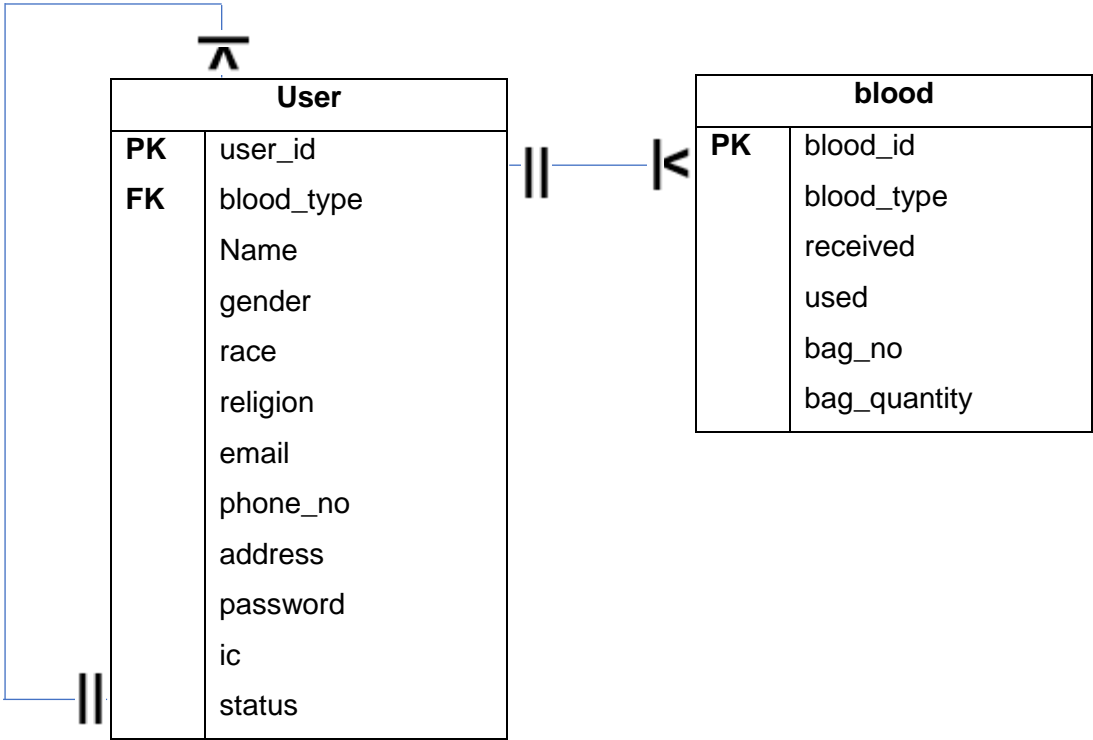 User
PK user_id
FK blood_type
Name
gender
race
religion
email
phone_no
address
password
ic
status
blood
PK blood_id
blood_type
received
used
bag_no
bag_quantity